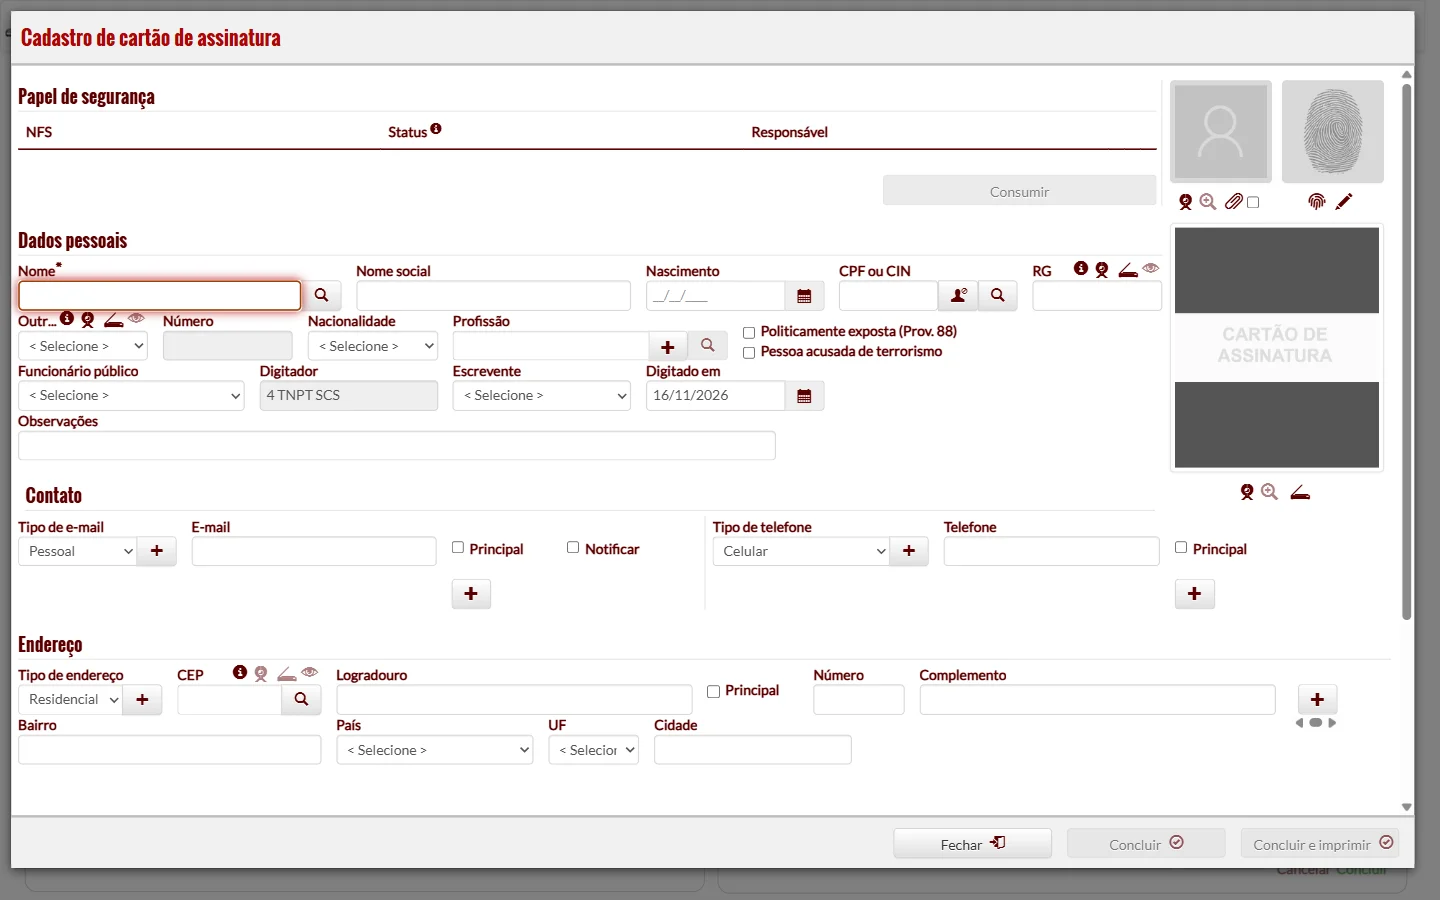 Cadastro de cartão de assinatura
Papel de segurança
NFS Status Responsável
Consumir
Dados pessoais
Nome* Nome social Nascimento CPF ou CIN RG
__/__/____
Outr... Número Nacionalidade Profissão
< Selecione > < Selecione >
Politicamente exposta (Prov. 88)
Pessoa acusada de terrorismo
Funcionário público Digitador Escrevente Digitado em
< Selecione > 4 TNPT SCS < Selecione > 16/11/2026
Observações
CARTÃO DE
ASSINATURA
Contato
Tipo de e-mail E-mail Tipo de telefone Telefone
Pessoal Principal Notificar Celular Principal
Endereço
Tipo de endereço CEP Logradouro Número Complemento
Residencial Principal
Bairro País UF Cidade
< Selecione > < Selecior
Fechar Concluir Concluir e imprimir
Cancelar Concluir